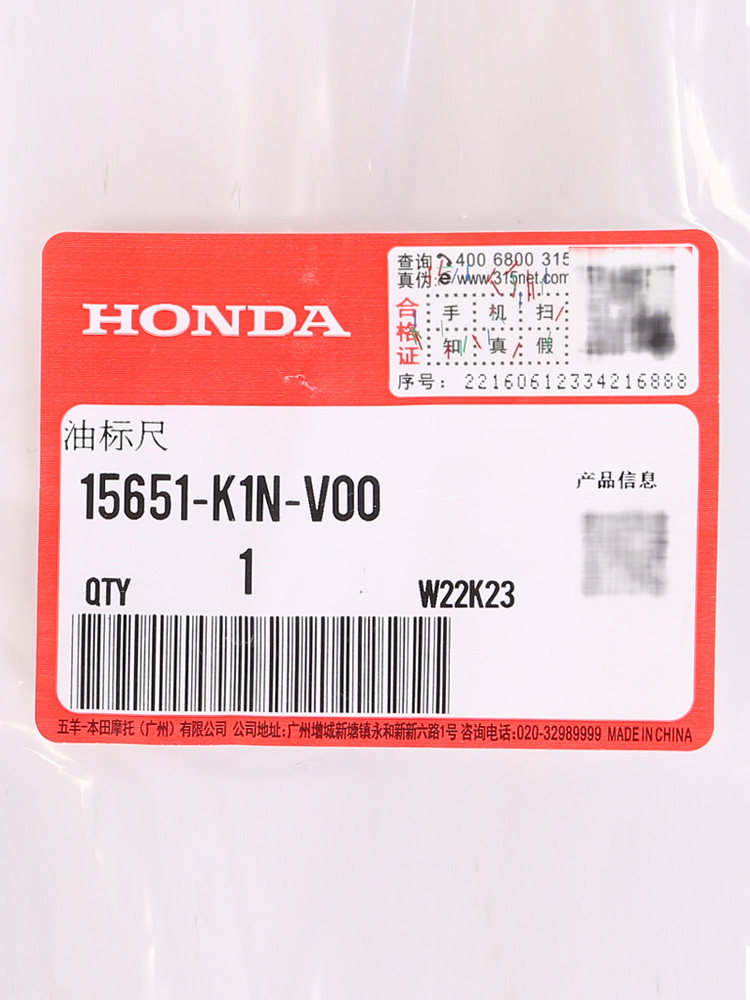 查询 400 6800 315
真伪: www.315net.com
HONDA
合格证
手 机 扫
知 真 假
序号: 22160612334216888
油标尺
15651-K1N-V00
产品信息
1
QTY
W22K23
五羊-本田摩托（广州）有限公司 公司地址:广州增城新塘镇永和新新六路1号 咨询电话:020-32989999 MADE IN CHINA